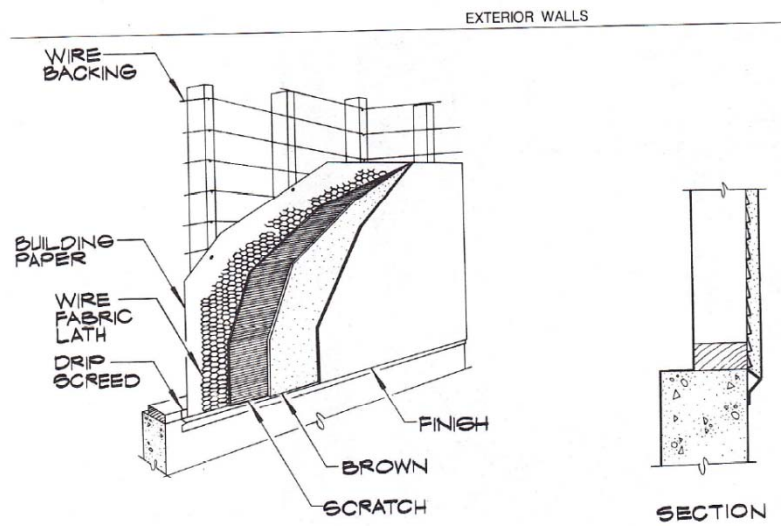 EXTERIOR WALLS
WIRE
BACKING
BUILDING
PAPER
WIRE
FABRIC
LATH
DRIP
SCREED
FINISH
BROWN
SCRATCH
SECTION